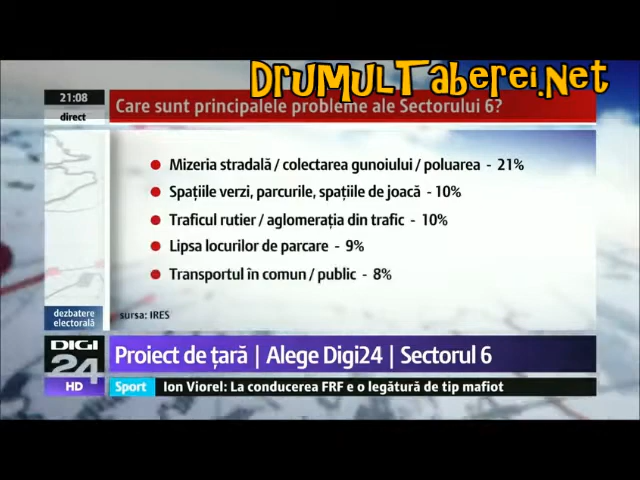 DRUMULTaberei.Net
21:08
direct
Care sunt principalele probleme ale Sectorului 6?
Mizeria stradală / colectarea gunoiului / poluarea - 21%
Spațiile verzi, parcurile, spațiile de joacă - 10%
Traficul rutier / aglomerația din trafic - 10%
Lipsa locurilor de parcare - 9%
Transportul în comun / public - 8%
dezbatere
electorală
sursa: IRES
DIGI
24
HD
Proiect de țară | Alege Digi24 | Sectorul 6
Sport Ion Viorel: La conducerea FRF e o legătură de tip mafiot